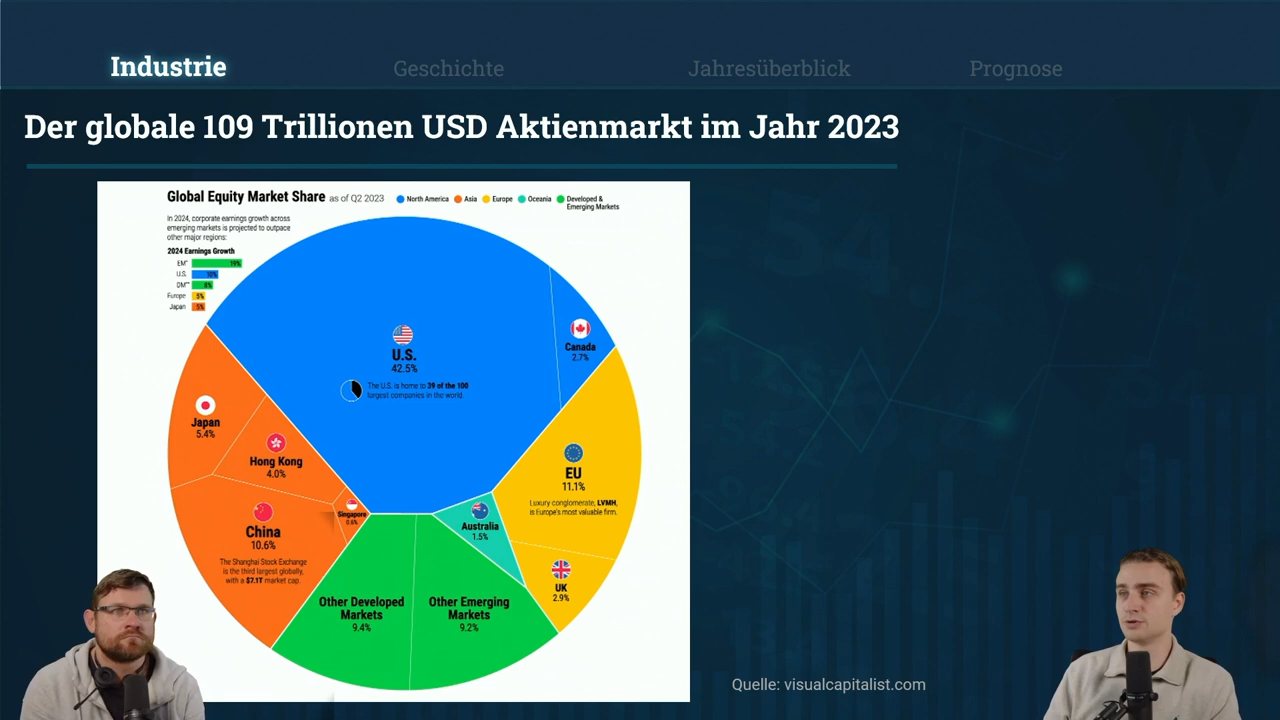 Industrie
Geschichte
Jahresüberblick
Prognose
Der globale 109 Trillionen USD Aktienmarkt im Jahr 2023
Global Equity Market Share as of Q2 2023
North America
Asia
Europe
Oceania
Developed &
Emerging Markets
In 2024, corporate earnings growth across
emerging markets is projected to outpace
other major regions:
2024 Earnings Growth
EM* 19%
U.S. 10%
DM** 8%
Europe 5%
Japan 5%
U.S.
42.5%
The U.S. is home to 39 of the 100
largest companies in the world.
Canada
2.7%
Japan
5.4%
Hong Kong
4.0%
Singapore
0.6%
China
10.6%
The Shanghai Stock Exchange
is the third largest globally,
with a $7.1T market cap.
EU
11.1%
Luxury conglomerate, LVMH,
is Europe's most valuable firm.
Australia
1.5%
UK
2.9%
Other Developed
Markets
9.4%
Other Emerging
Markets
9.2%
Quelle: visualcapitalist.com